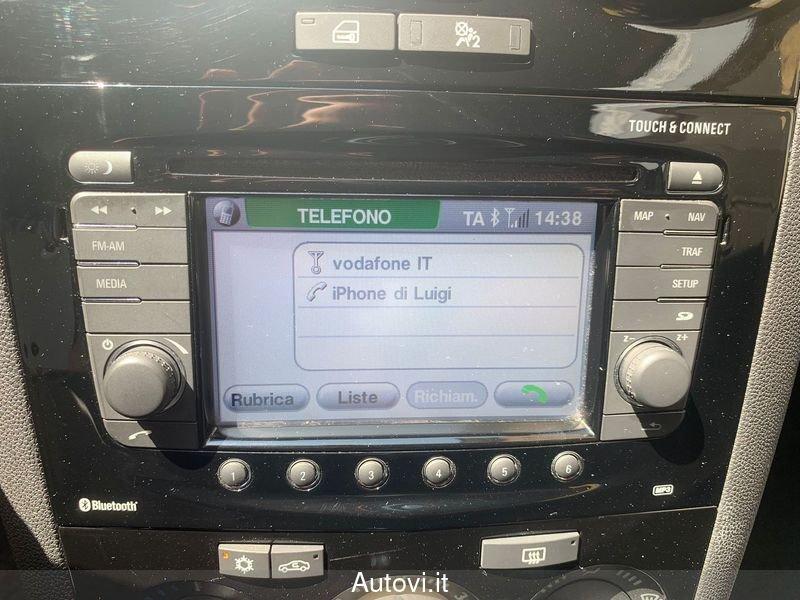 2
TOUCH & CONNECT
TELEFONO TA 14:38
MAP NAV
FM-AM
TRAF
MEDIA
SETUP
vodafone IT
iPhone di Luigi
z- z+
Rubrica Liste Richiam.
1 2 3 4 5 6
Bluetooth
MP3
Autovi.it